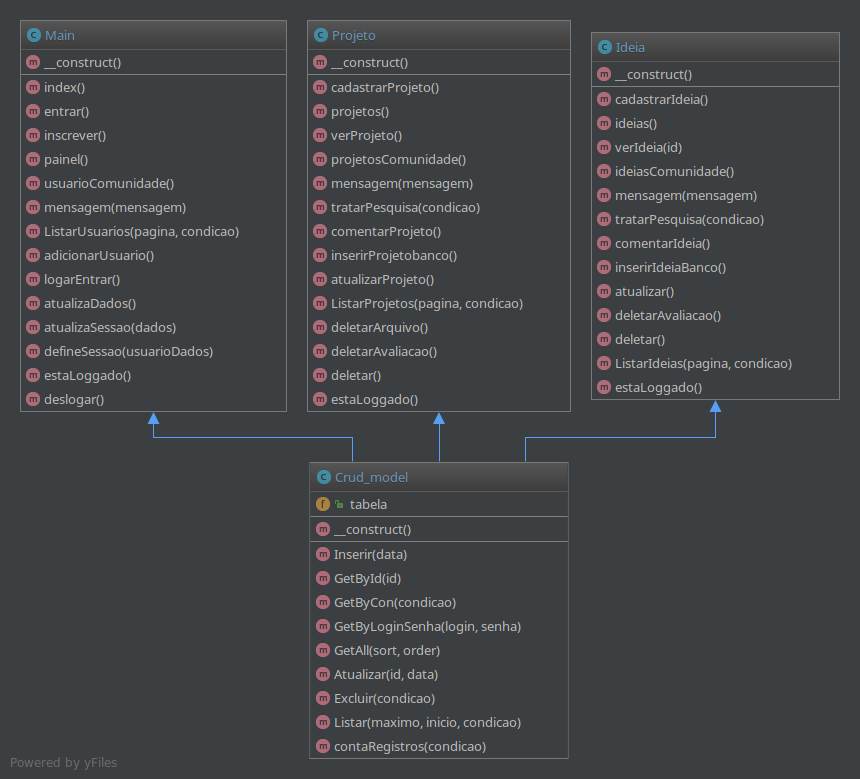 Main
__construct()
index()
entrar()
inscrever()
painel()
usuarioComunidade()
mensagem(mensagem)
ListarUsuarios(pagina, condicao)
adicionarUsuario()
logarEntrar()
atualizaDados()
atualizaSessao(dados)
defineSessao(usuarioDados)
estaLoggado()
deslogar()
Projeto
__construct()
cadastrarProjeto()
projetos()
verProjeto()
projetosComunidade()
mensagem(mensagem)
tratarPesquisa(condicao)
comentarProjeto()
inserirProjetobanco()
atualizarProjeto()
ListarProjetos(pagina, condicao)
deletarArquivo()
deletarAvaliacao()
deletar()
estaLoggado()
Ideia
__construct()
cadastrarIdeia()
ideias()
verIdeia(id)
ideiasComunidade()
mensagem(mensagem)
tratarPesquisa(condicao)
comentarIdeia()
inserirIdeiaBanco()
atualizar()
deletarAvaliacao()
deletar()
ListarIdeias(pagina, condicao)
estaLoggado()
Crud_model
tabela
__construct()
Inserir(data)
GetById(id)
GetByCon(condicao)
GetByLoginSenha(login, senha)
GetAll(sort, order)
Atualizar(id, data)
Excluir(condicao)
Listar(maximo, inicio, condicao)
contaRegistros(condicao)
Powered by yFiles